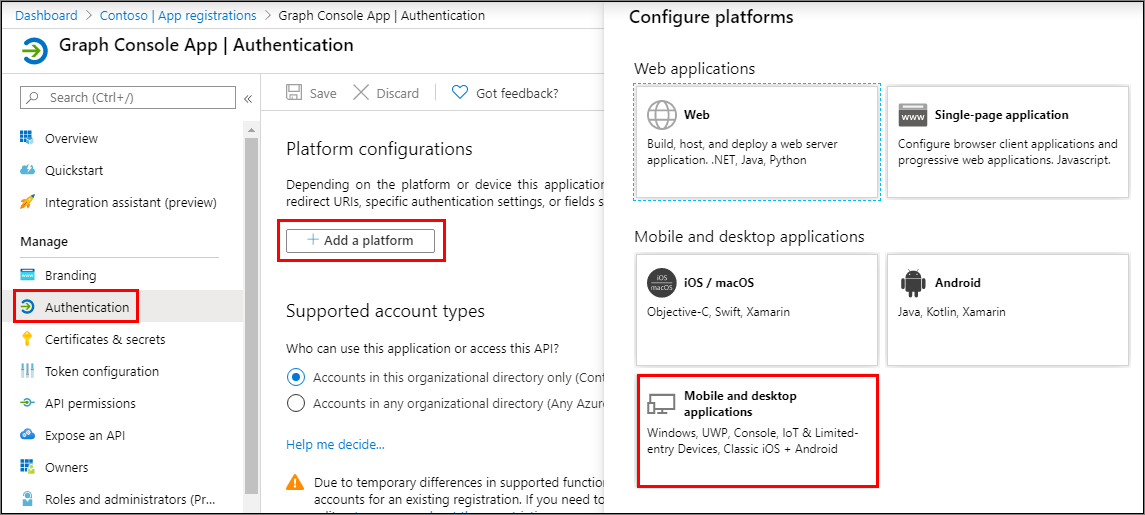 Dashboard > Contoso | App registrations > Graph Console App | Authentication
Graph Console App | Authentication
Search (Ctrl+/)
«
Overview
Quickstart
Integration assistant (preview)
Manage
Branding
Authentication
Certificates & secrets
Token configuration
API permissions
Expose an API
Owners
Roles and administrators (Pr...
Save
Discard
Got feedback?
Platform configurations
Depending on the platform or device this application
redirect URIs, specific authentication settings, or fields s
+ Add a platform
Supported account types
Who can use this application or access this API?
Accounts in this organizational directory only (Cont
Accounts in any organizational directory (Any Azure
Help me decide...
Due to temporary differences in supported function
accounts for an existing registration. If you need to
Configure platforms
Web applications
Web
Build, host, and deploy a web server
application. .NET, Java, Python
www
Single-page application
Configure browser client applications and
progressive web applications. Javascript.
Mobile and desktop applications
iOS
macOS
iOS / macOS
Objective-C, Swift, Xamarin
Android
Java, Kotlin, Xamarin
Mobile and desktop
applications
Windows, UWP, Console, IoT & Limited-
entry Devices, Classic iOS + Android